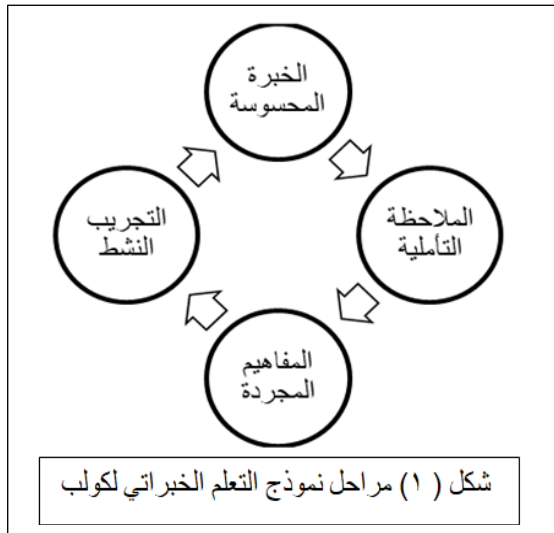 الخبرة
المحسوسة
الملاحظة
التأملية
المفاهيم
المجردة
التجريب
النشط
شكل ( ١ ) مراحل نموذج التعلم الخبراتي لكولب